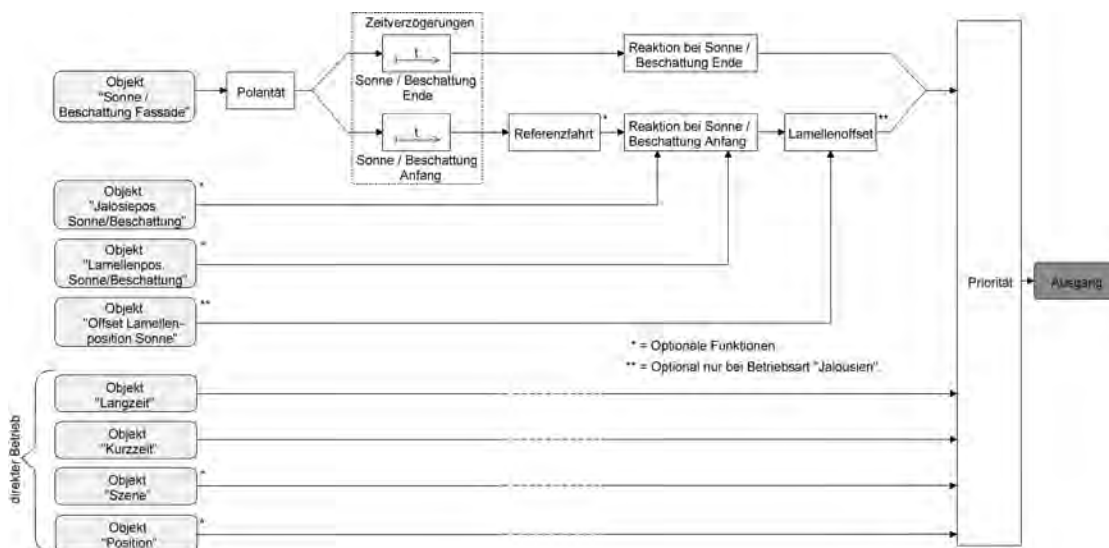 Zeitverzögerungen
t
Sonne / Beschattung
Ende
Reaktion bei Sonne /
Beschattung Ende
Objekt
"Sonne /
Beschattung Fassade"
Polarität
t
Sonne / Beschattung
Anfang
Referenzfahrt
*
Reaktion bei Sonne /
Beschattung Anfang
Lamellenoffset
**
Objekt
"Jalosiepos
Sonne/Beschattung"
*
Objekt
"Lamellenpos.
Sonne/Beschattung"
*
Objekt
"Offset Lamellen-
position Sonne"
**
Priorität
Ausgang
* = Optionale Funktionen
** = Optional nur bei Betriebsart "Jalousien".
direkter Betrieb
Objekt
"Langzeit"
Objekt
"Kurzzeit"
Objekt
"Szene"
*
Objekt
"Position"
*